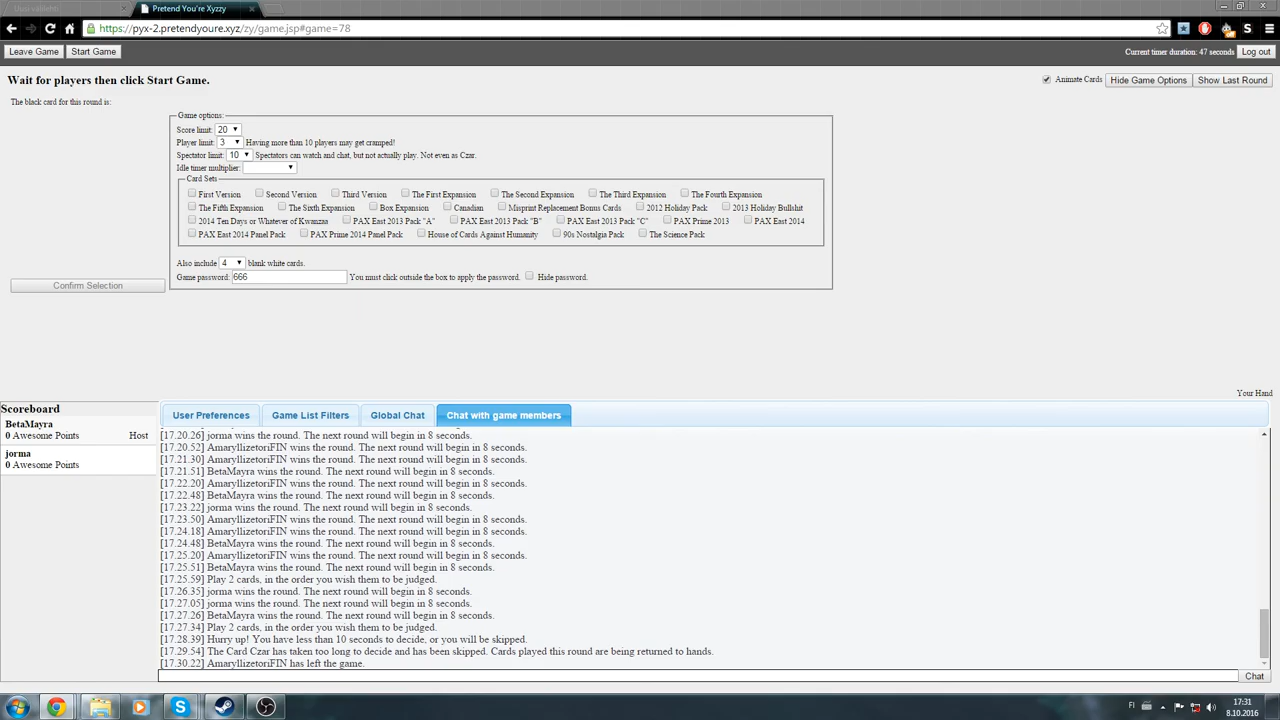 Uusi välilehti
Pretend You're Xyzzy
https://pyx-2.pretendyoure.xyz/zy/game.jsp#game=78
Leave Game Start Game Current timer duration: 47 seconds Log out
Wait for players then click Start Game. Animate Cards Hide Game Options Show Last Round
The black card for this round is:
Game options:
Score limit: 20
Player limit: 3 Having more than 10 players may get cramped!
Spectator limit: 10 Spectators can watch and chat, but not actually play. Not even as Czar.
Idle timer multiplier:
Card Sets
First Version Second Version Third Version The First Expansion The Second Expansion The Third Expansion The Fourth Expansion
The Fifth Expansion The Sixth Expansion Box Expansion Canadian Misprint Replacement Bonus Cards 2012 Holiday Pack 2013 Holiday Bullshit
2014 Ten Days or Whatever of Kwanzaa PAX East 2013 Pack "A" PAX East 2013 Pack "B" PAX East 2013 Pack "C" PAX Prime 2013 PAX East 2014
PAX East 2014 Panel Pack PAX Prime 2014 Panel Pack House of Cards Against Humanity 90s Nostalgia Pack The Science Pack
Also include 4 blank white cards.
Game password: 666 You must click outside the box to apply the password. Hide password.
Confirm Selection
Your Hand
Scoreboard
BetaMayra
0 Awesome Points Host
jorma
0 Awesome Points
User Preferences Game List Filters Global Chat Chat with game members
[17.20.26] jorma wins the round. The next round will begin in 8 seconds.
[17.20.52] AmaryllizetoriFIN wins the round. The next round will begin in 8 seconds.
[17.21.30] AmaryllizetoriFIN wins the round. The next round will begin in 8 seconds.
[17.21.51] BetaMayra wins the round. The next round will begin in 8 seconds.
[17.22.20] AmaryllizetoriFIN wins the round. The next round will begin in 8 seconds.
[17.22.48] BetaMayra wins the round. The next round will begin in 8 seconds.
[17.23.22] jorma wins the round. The next round will begin in 8 seconds.
[17.23.50] AmaryllizetoriFIN wins the round. The next round will begin in 8 seconds.
[17.24.18] AmaryllizetoriFIN wins the round. The next round will begin in 8 seconds.
[17.24.48] BetaMayra wins the round. The next round will begin in 8 seconds.
[17.25.20] AmaryllizetoriFIN wins the round. The next round will begin in 8 seconds.
[17.25.51] BetaMayra wins the round. The next round will begin in 8 seconds.
[17.25.59] Play 2 cards, in the order you wish them to be judged.
[17.26.35] jorma wins the round. The next round will begin in 8 seconds.
[17.27.05] jorma wins the round. The next round will begin in 8 seconds.
[17.27.26] BetaMayra wins the round. The next round will begin in 8 seconds.
[17.27.34] Play 2 cards, in the order you wish them to be judged.
[17.28.39] Hurry up! You have less than 10 seconds to decide, or you will be skipped.
[17.29.54] The Card Czar has taken too long to decide and has been skipped. Cards played this round are being returned to hands.
[17.30.22] AmaryllizetoriFIN has left the game.
Chat
FI
17:31
8.10.2016